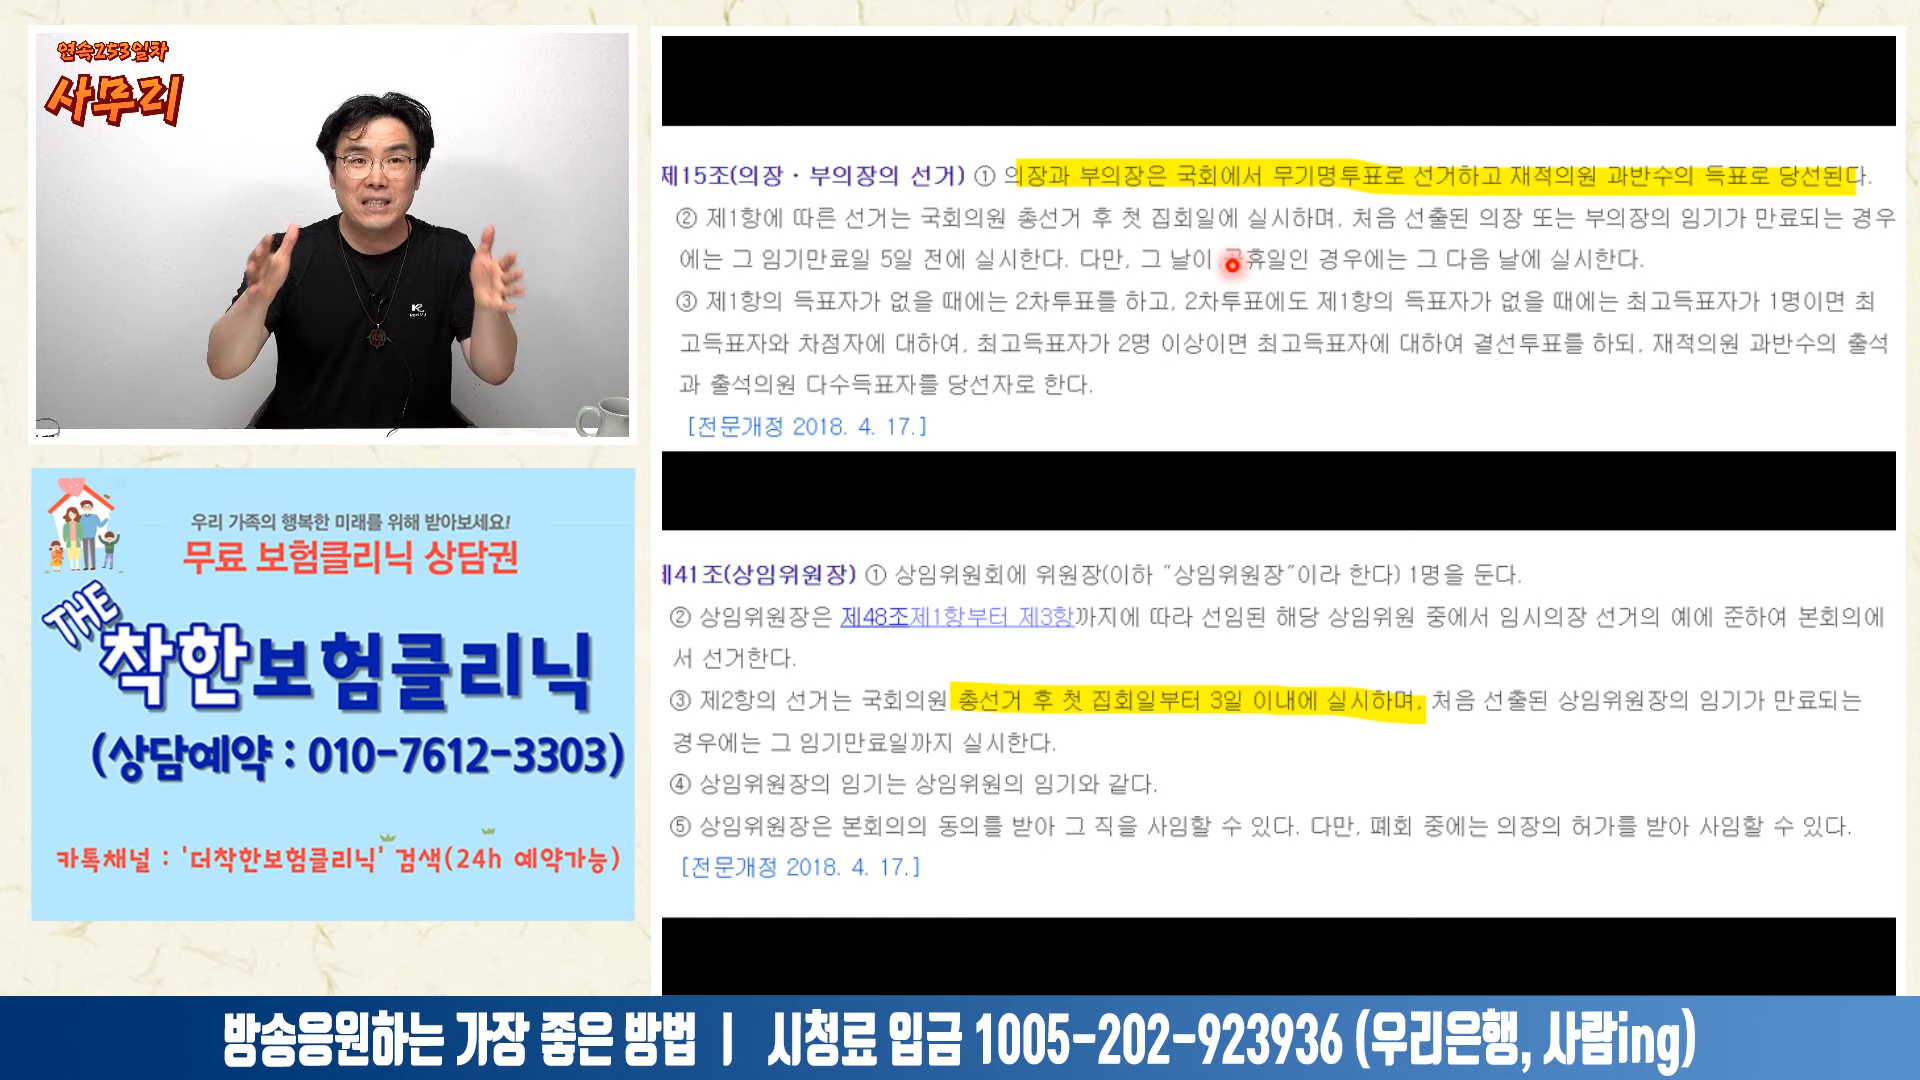 연속253일차
사무리
우리 가족의 행복한 미래를 위해 받아보세요!
무료 보험클리닉 상담권
THE
착한보험클리닉
(상담예약 : 010-7612-3303)
카톡채널 : '더착한보험클리닉' 검색(24h 예약가능)
제15조(의장ㆍ부의장의 선거) ① 의장과 부의장은 국회에서 무기명투표로 선거하고 재적의원 과반수의 득표로 당선된다.
② 제1항에 따른 선거는 국회의원 총선거 후 첫 집회일에 실시하며, 처음 선출된 의장 또는 부의장의 임기가 만료되는 경우
에는 그 임기만료일 5일 전에 실시한다. 다만, 그 날이 공휴일인 경우에는 그 다음 날에 실시한다.
③ 제1항의 득표자가 없을 때에는 2차투표를 하고, 2차투표에도 제1항의 득표자가 없을 때에는 최고득표자가 1명이면 최
고득표자와 차점자에 대하여, 최고득표자가 2명 이상이면 최고득표자에 대하여 결선투표를 하되, 재적의원 과반수의 출석
과 출석의원 다수득표자를 당선자로 한다.
[전문개정 2018. 4. 17.]
제41조(상임위원장) ① 상임위원회에 위원장(이하 "상임위원장"이라 한다) 1명을 둔다.
② 상임위원장은 제48조제1항부터 제3항까지에 따라 선임된 해당 상임위원 중에서 임시의장 선거의 예에 준하여 본회의에
서 선거한다.
③ 제2항의 선거는 국회의원 총선거 후 첫 집회일부터 3일 이내에 실시하며, 처음 선출된 상임위원장의 임기가 만료되는
경우에는 그 임기만료일까지 실시한다.
④ 상임위원장의 임기는 상임위원의 임기와 같다.
⑤ 상임위원장은 본회의의 동의를 받아 그 직을 사임할 수 있다. 다만, 폐회 중에는 의장의 허가를 받아 사임할 수 있다.
[전문개정 2018. 4. 17.]
방송응원하는 가장 좋은 방법 ㅣ 시청료 입금 1005-202-923936 (우리은행, 사람ing)